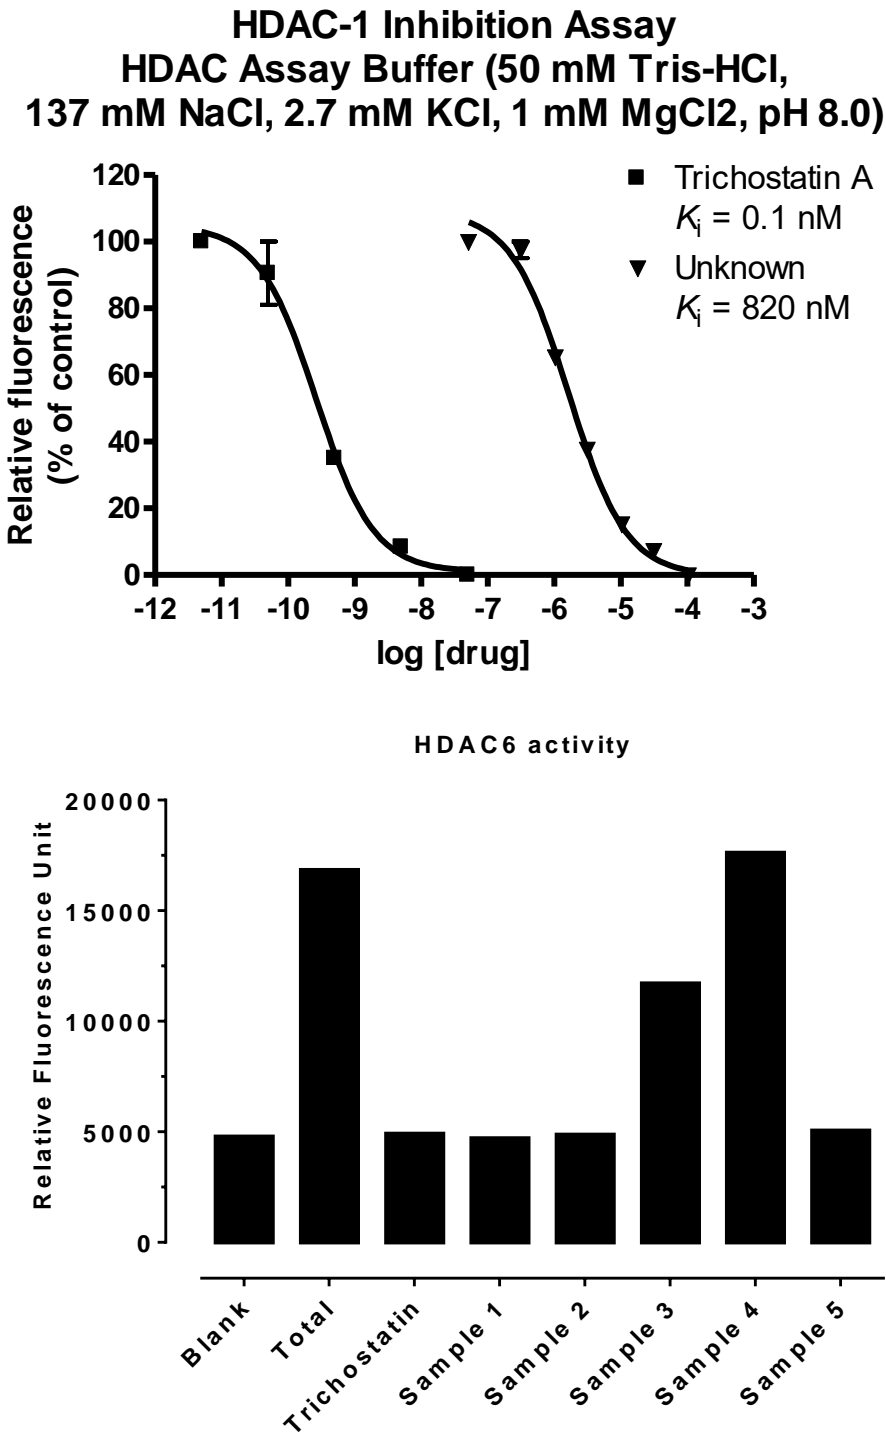 HDAC-1 Inhibition Assay
HDAC Assay Buffer (50 mM Tris-HCl,
137 mM NaCl, 2.7 mM KCl, 1 mM MgCl2, pH 8.0)
Trichostatin A
Ki = 0.1 nM
Unknown
Ki = 820 nM
Relative fluorescence
(% of control)
120
100
80
60
40
20
0
-12 -11 -10 -9 -8 -7 -6 -5 -4 -3
log [drug]
HDAC6 activity
Relative Fluorescence Unit
20000
15000
10000
5000
0
Blank
Total
Trichostatin
Sample 1
Sample 2
Sample 3
Sample 4
Sample 5